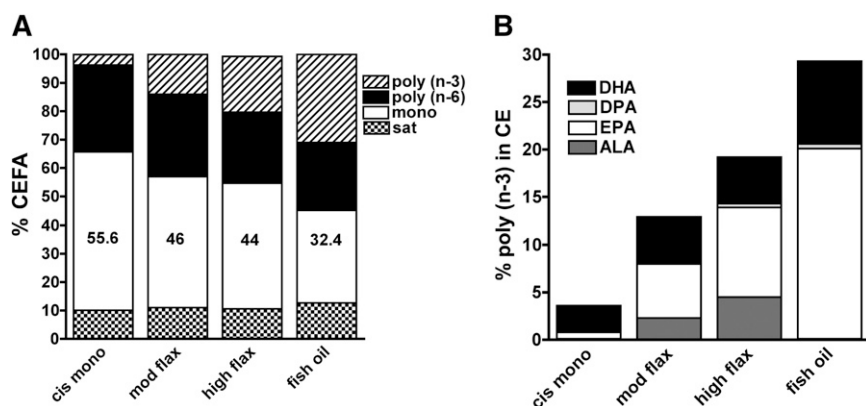 A
% CEFA
100
90
80
70
60
50
40
30
20
10
0
55.6
46
44
32.4
poly (n-3)
poly (n-6)
mono
sat
cis mono
mod flax
high flax
fish oil
B
% poly (n-3) in CE
30
25
20
15
10
5
0
DHA
DPA
EPA
ALA
cis mono
mod flax
high flax
fish oil